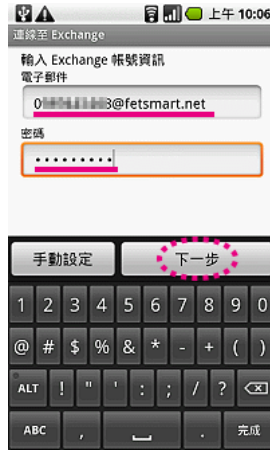 上午 10:06
連線至 Exchange
輸入 Exchange 帳號資訊
電子郵件
@fetsmart.net
密碼
•••••••••
手動設定 下一步
1 2 3 4 5 6 7 8 9 0
@ # $ % & * - + ( )
ALT ! " ' : ; / ?
ABC , . 完成